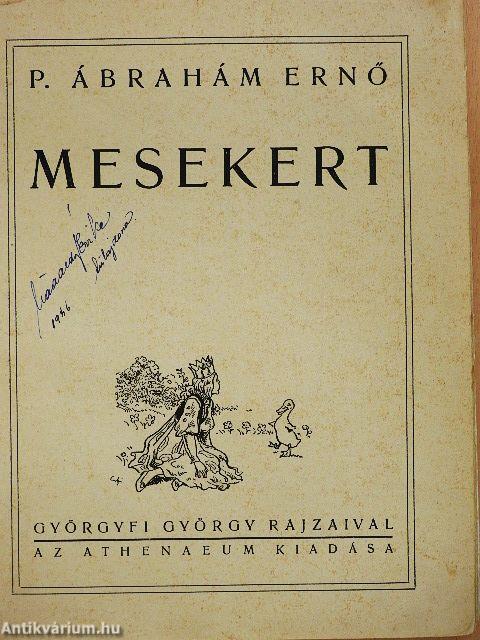 P. ÁBRAHÁM ERNŐ
MESEKERT
1946
GYÖRGYFI GYÖRGY RAJZAIVAL
AZ ATHENAEUM KIADÁSA
Antikvárium.hu